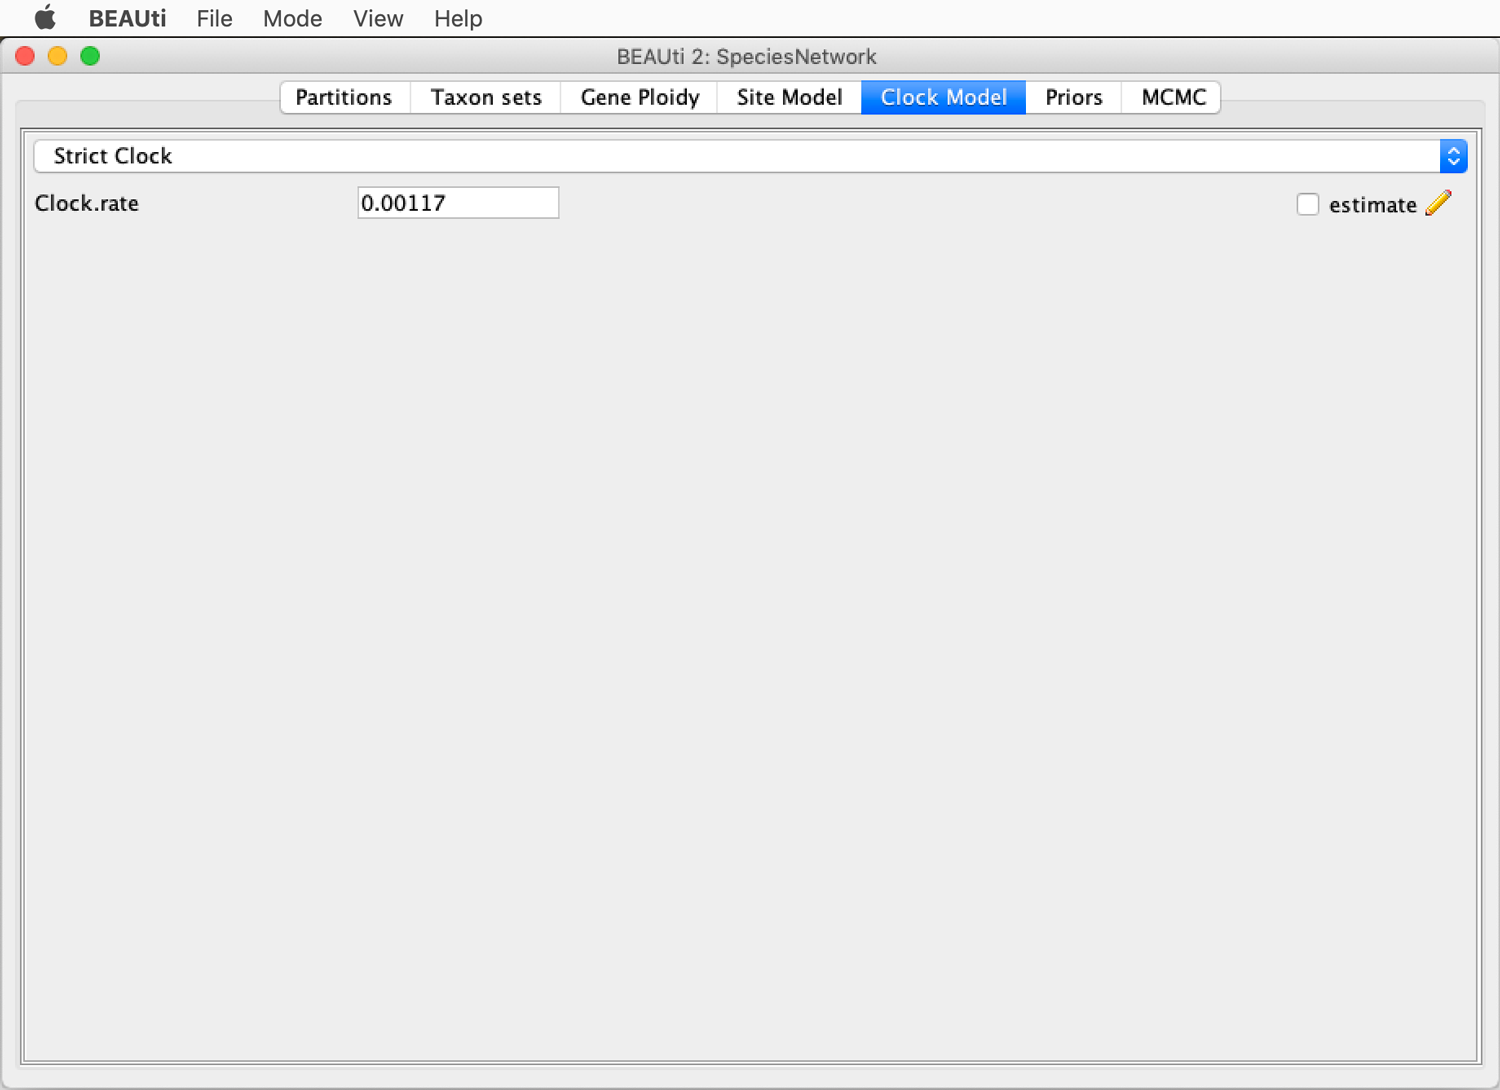 BEAUti File Mode View Help
BEAUti 2: SpeciesNetwork
Partitions Taxon sets Gene Ploidy Site Model Clock Model Priors MCMC
Strict Clock
Clock.rate 0.00117 estimate